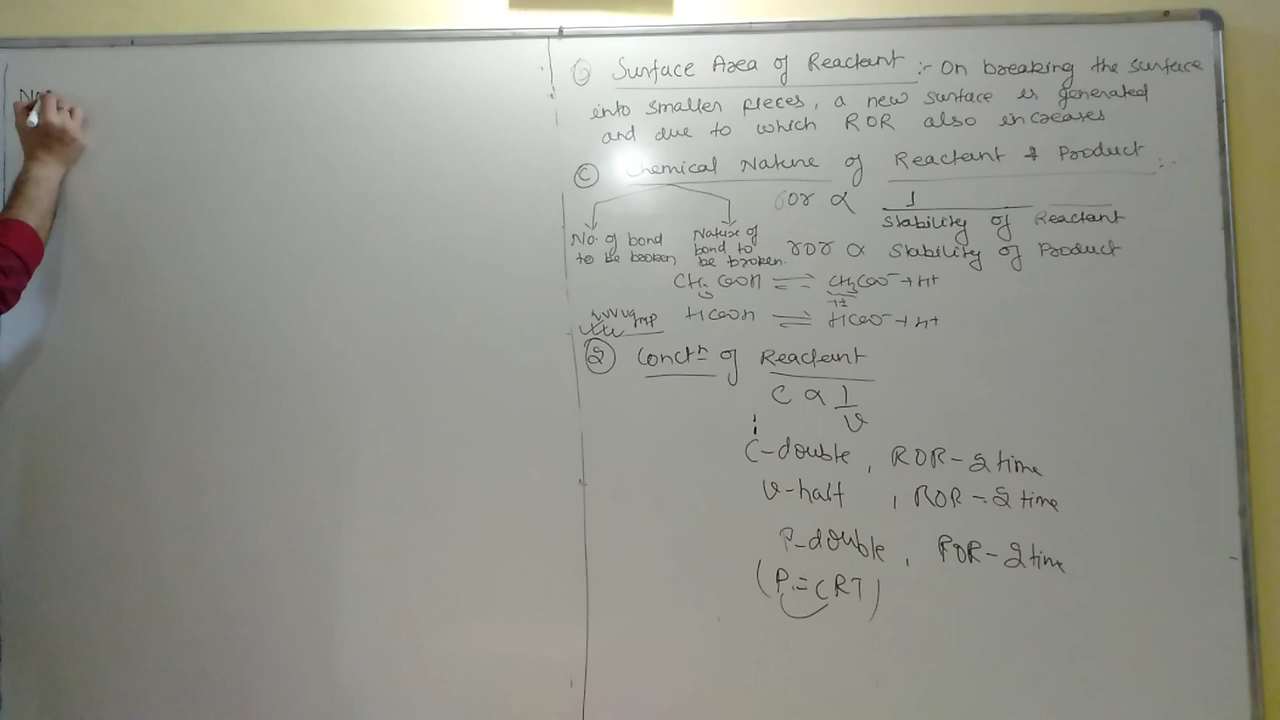 No
Surface Area of Reactant :- On breaking the surface
into smaller pieces, a new surface is generated
and due to which ROR also increases
Ⓒ Chemical Nature of Reactant & Product :-
ror ∝ 1
Stability of Reactant
No. of bond to be broken
Nature of bond to be broken.
ror ∝ Stability of Product
CH₃COOH ⇌ CH₃COO⁻ + H⁺
+I
HCOOH ⇌ HCOO⁻ + H⁺
② Conctⁿ of Reactant
C ∝ 1/V
C-double, ROR-2 time
V-half, ROR-2 time
P-double, ROR-2 time
(P = CRT)